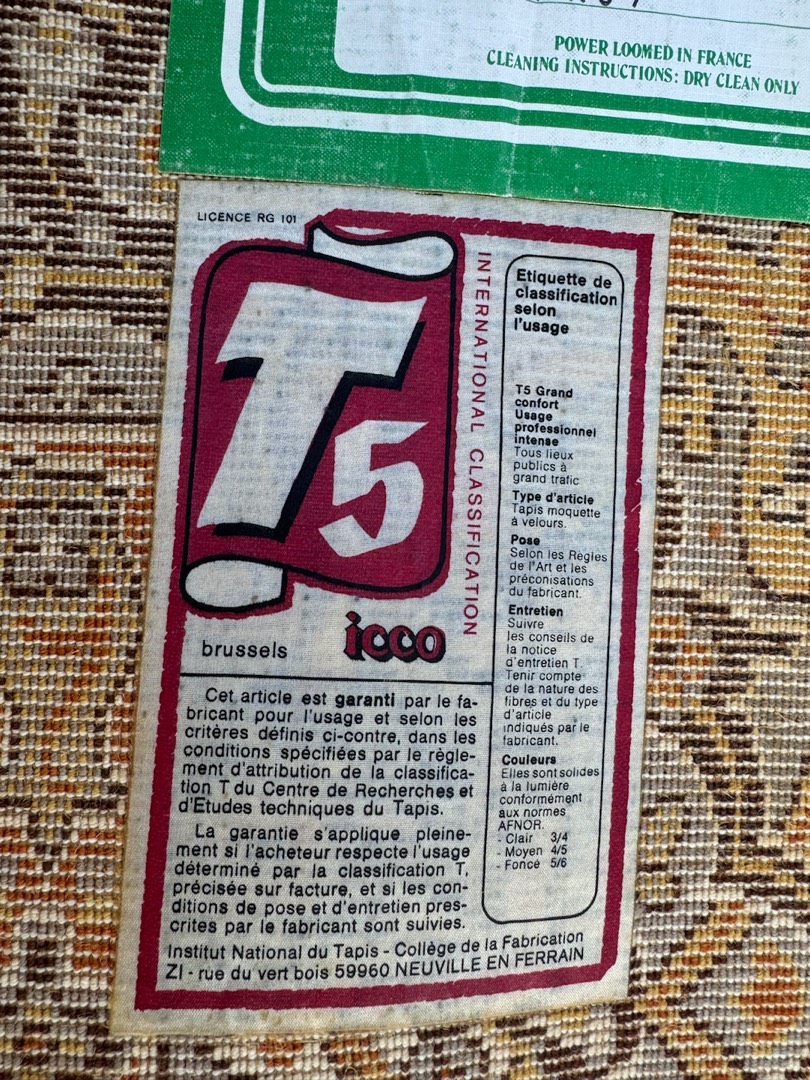 POWER LOOMED IN FRANCE
CLEANING INSTRUCTIONS: DRY CLEAN ONLY
LICENCE RG 101
T5
INTERNATIONAL CLASSIFICATION
brussels
icco
Etiquette de
classification
selon
l'usage
T5 Grand
confort
Usage
professionnel
intense
Tous lieux
publics à
grand trafic
Type d'article
Tapis moquette
à velours.
Pose
Selon les Règles
de l'Art et les
préconisations
du fabricant.
Entretien
Suivre
les conseils de
la notice
d'entretien T.
Tenir compte
de la nature des
fibres et du type
d'article
indiqués par le
fabricant.
Couleurs
Elles sont solides
à la lumière
conformément
aux normes
AFNOR.
- Clair 3/4
- Moyen 4/5
- Foncé 5/6
Cet article est garanti par le fa-
bricant pour l'usage et selon les
critères définis ci-contre, dans les
conditions spécifiées par le règle-
ment d'attribution de la classifica-
tion T du Centre de Recherches et
d'Etudes techniques du Tapis.
La garantie s'applique pleine-
ment si l'acheteur respecte l'usage
déterminé par la classification T,
précisée sur facture, et si les con-
ditions de pose et d'entretien pres-
crites par le fabricant sont suivies.
Institut National du Tapis - Collège de la Fabrication
ZI - rue du vert bois 59960 NEUVILLE EN FERRAIN